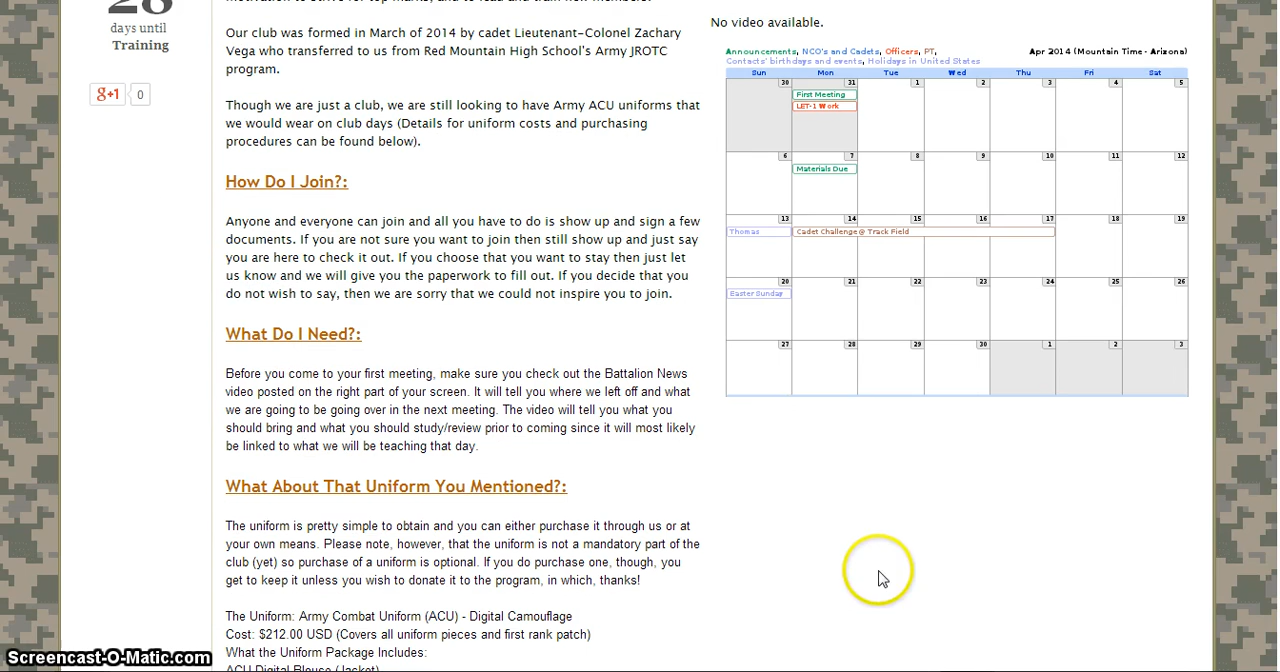 28
days until
Training
g+1 0
Our club was formed in March of 2014 by cadet Lieutenant-Colonel Zachary
Vega who transferred to us from Red Mountain High School's Army JROTC
program.
Though we are just a club, we are still looking to have Army ACU uniforms that
we would wear on club days (Details for uniform costs and purchasing
procedures can be found below).
How Do I Join?:
Anyone and everyone can join and all you have to do is show up and sign a few
documents. If you are not sure you want to join then still show up and just say
you are here to check it out. If you choose that you want to stay then just let
us know and we will give you the paperwork to fill out. If you decide that you
do not wish to say, then we are sorry that we could not inspire you to join.
What Do I Need?:
Before you come to your first meeting, make sure you check out the Battalion News
video posted on the right part of your screen. It will tell you where we left off and what
we are going to be going over in the next meeting. The video will tell you what you
should bring and what you should study/review prior to coming since it will most likely
be linked to what we will be teaching that day.
What About That Uniform You Mentioned?:
The uniform is pretty simple to obtain and you can either purchase it through us or at
your own means. Please note, however, that the uniform is not a mandatory part of the
club (yet) so purchase of a uniform is optional. If you do purchase one, though, you
get to keep it unless you wish to donate it to the program, in which, thanks!
The Uniform: Army Combat Uniform (ACU) - Digital Camouflage
Cost: $212.00 USD (Covers all uniform pieces and first rank patch)
What the Uniform Package Includes:
ACU Digital Blouse (Jacket)
No video available.
Announcements, NCO's and Cadets, Officers, PT, Apr 2014 (Mountain Time - Arizona)
Contacts' birthdays and events, Holidays in United States
Sun Mon Tue Wed Thu Fri Sat
30 31 1 2 3 4 5
First Meeting
LET-1 Work
6 7 8 9 10 11 12
Materials Due
13 14 15 16 17 18 19
Thomas Cadet Challenge @ Track Field
20 21 22 23 24 25 26
Easter Sunday
27 28 29 30 1 2 3
Screencast-O-Matic.com